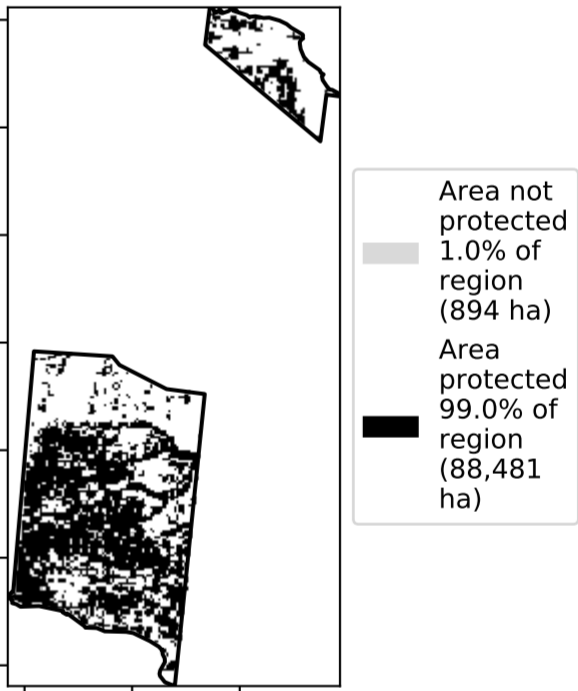 Area not
protected
1.0% of
region
(894 ha)
Area
protected
99.0% of
region
(88,481
ha)